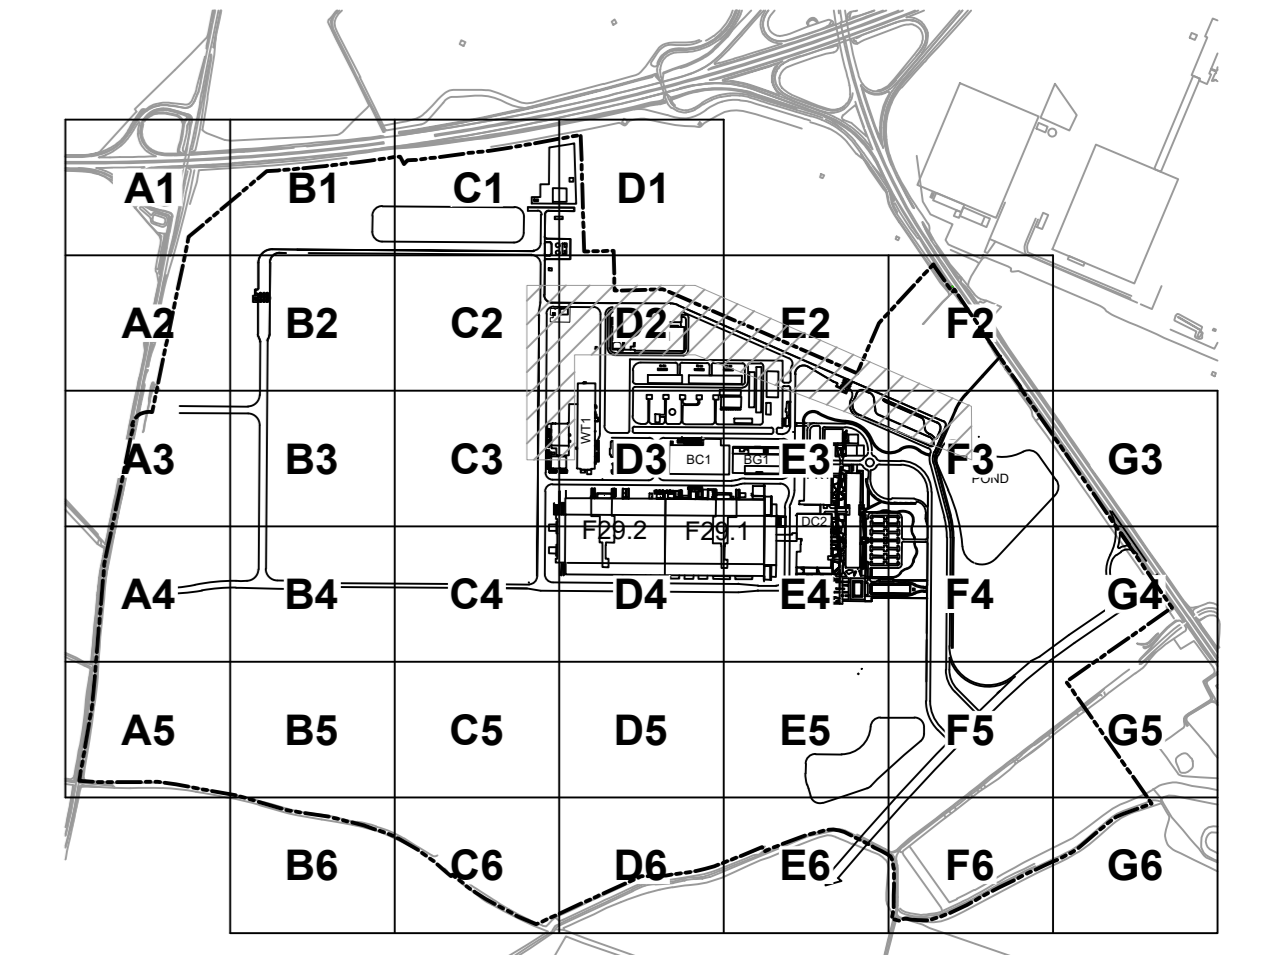 A1 B1 C1 D1
A2 B2 C2 D2 E2 F2
WT1
A3 B3 C3 D3 BC1 BG1 E3 F3 G3
POND
F29.2 F29.1 DC2
A4 B4 C4 D4 E4 F4 G4
A5 B5 C5 D5 E5 F5 G5
B6 C6 D6 E6 F6 G6